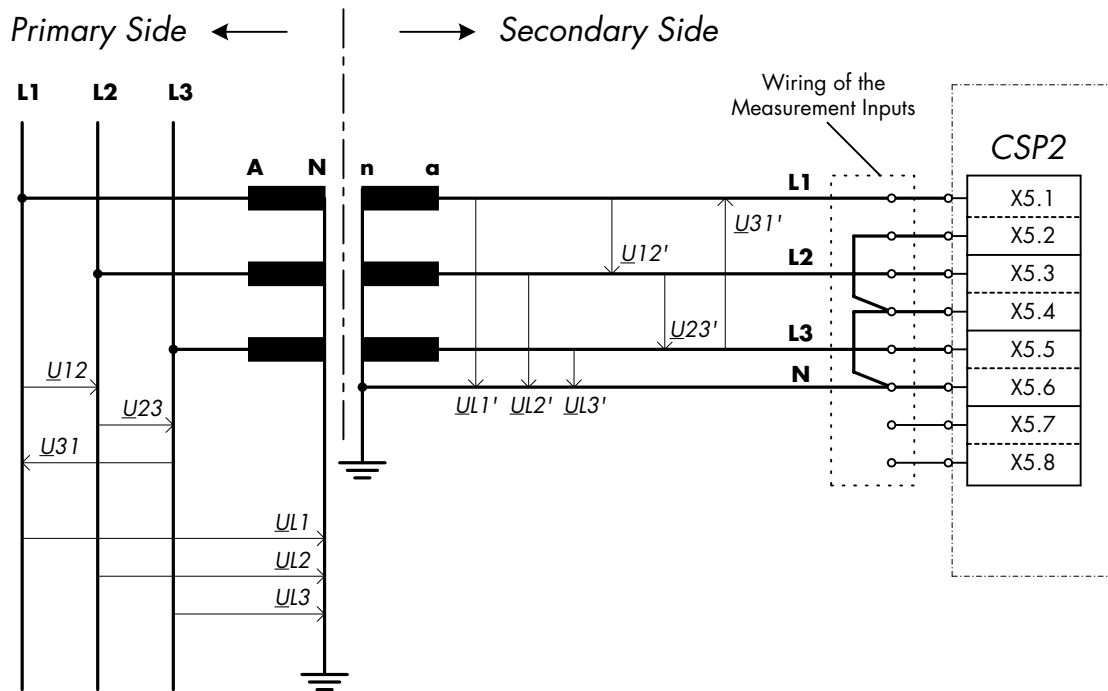 Primary Side
Secondary Side
L1 L2 L3
Wiring of the
Measurement Inputs
CSP2
A N n a
L1
X5.1
U31'
X5.2
U12'
L2
X5.3
X5.4
U23'
L3
X5.5
U12
N
X5.6
UL1' UL2' UL3'
U23
X5.7
U31
X5.8
UL1
UL2
UL3